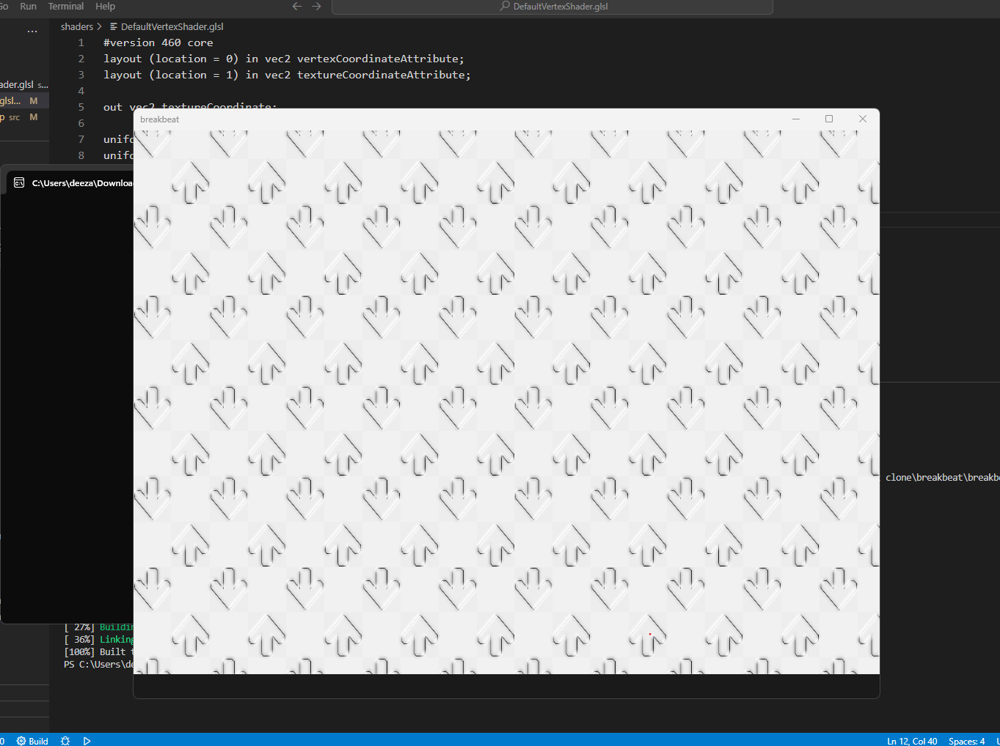 Go Run Terminal Help
DefaultVertexShader.glsl
shaders > DefaultVertexShader.glsl
1 #version 460 core
2 layout (location = 0) in vec2 vertexCoordinateAttribute;
3 layout (location = 1) in vec2 textureCoordinateAttribute;
4
5 out vec2 textureCoordinate;
6
7 unifo
8 unifo
ader.glsl s...
glsl... M
p src M
breakbeat
C:\Users\deeza\Downloa
clone\breakbeat\breakbe
[ 27%] Buildin
[ 36%] Linking
[100%] Built t
PS C:\Users\de
0 Build
Ln 12, Col 40 Spaces: 4